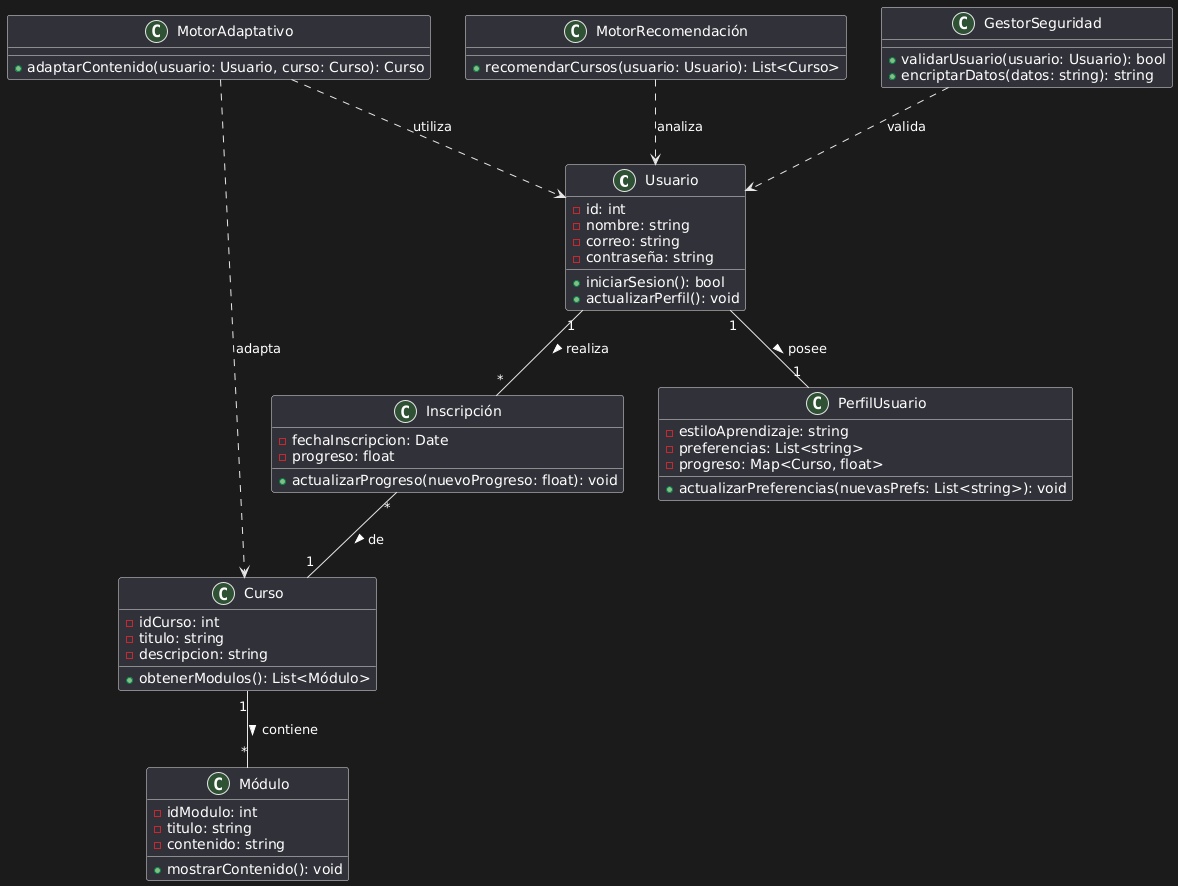 MotorAdaptativo
adaptarContenido(usuario: Usuario, curso: Curso): Curso
MotorRecomendación
recomendarCursos(usuario: Usuario): List<Curso>
GestorSeguridad
validarUsuario(usuario: Usuario): bool
encriptarDatos(datos: string): string
utiliza
analiza
valida
Usuario
id: int
nombre: string
correo: string
contraseña: string
iniciarSesion(): bool
actualizarPerfil(): void
1
1
adapta
realiza
posee
*
1
Inscripción
fechaInscripcion: Date
progreso: float
actualizarProgreso(nuevoProgreso: float): void
PerfilUsuario
estiloAprendizaje: string
preferencias: List<string>
progreso: Map<Curso, float>
actualizarPreferencias(nuevasPrefs: List<string>): void
*
de
1
Curso
idCurso: int
titulo: string
descripcion: string
obtenerModulos(): List<Módulo>
1
contiene
*
Módulo
idModulo: int
titulo: string
contenido: string
mostrarContenido(): void